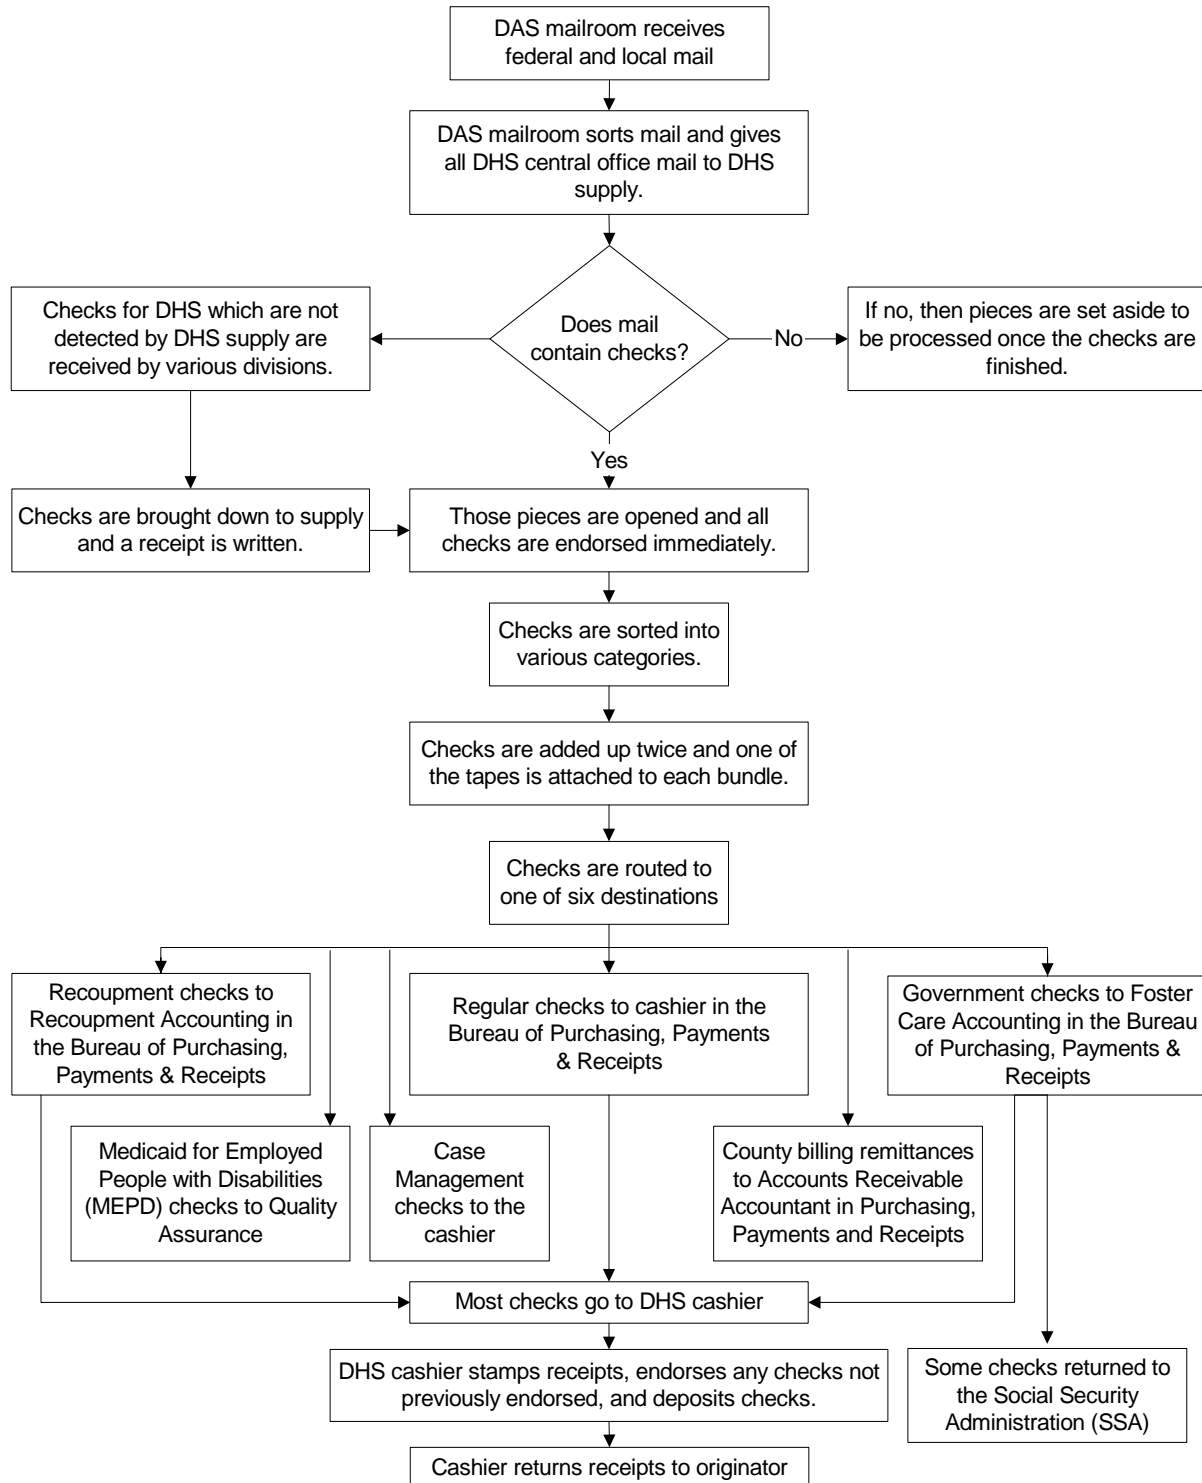 DAS mailroom receives
federal and local mail
DAS mailroom sorts mail and gives
all DHS central office mail to DHS
supply.
Checks for DHS which are not
detected by DHS supply are
received by various divisions.
Does mail
contain checks?
No
If no, then pieces are set aside to
be processed once the checks are
finished.
Yes
Checks are brought down to supply
and a receipt is written.
Those pieces are opened and all
checks are endorsed immediately.
Checks are sorted into
various categories.
Checks are added up twice and one of
the tapes is attached to each bundle.
Checks are routed to
one of six destinations
Recoupment checks to
Recoupment Accounting in
the Bureau of Purchasing,
Payments & Receipts
Regular checks to cashier in the
Bureau of Purchasing, Payments
& Receipts
Government checks to Foster
Care Accounting in the Bureau
of Purchasing, Payments &
Receipts
Medicaid for Employed
People with Disabilities
(MEPD) checks to Quality
Assurance
Case
Management
checks to the
cashier
County billing remittances
to Accounts Receivable
Accountant in Purchasing,
Payments and Receipts
Most checks go to DHS cashier
DHS cashier stamps receipts, endorses any checks not
previously endorsed, and deposits checks.
Some checks returned to
the Social Security
Administration (SSA)
Cashier returns receipts to originator